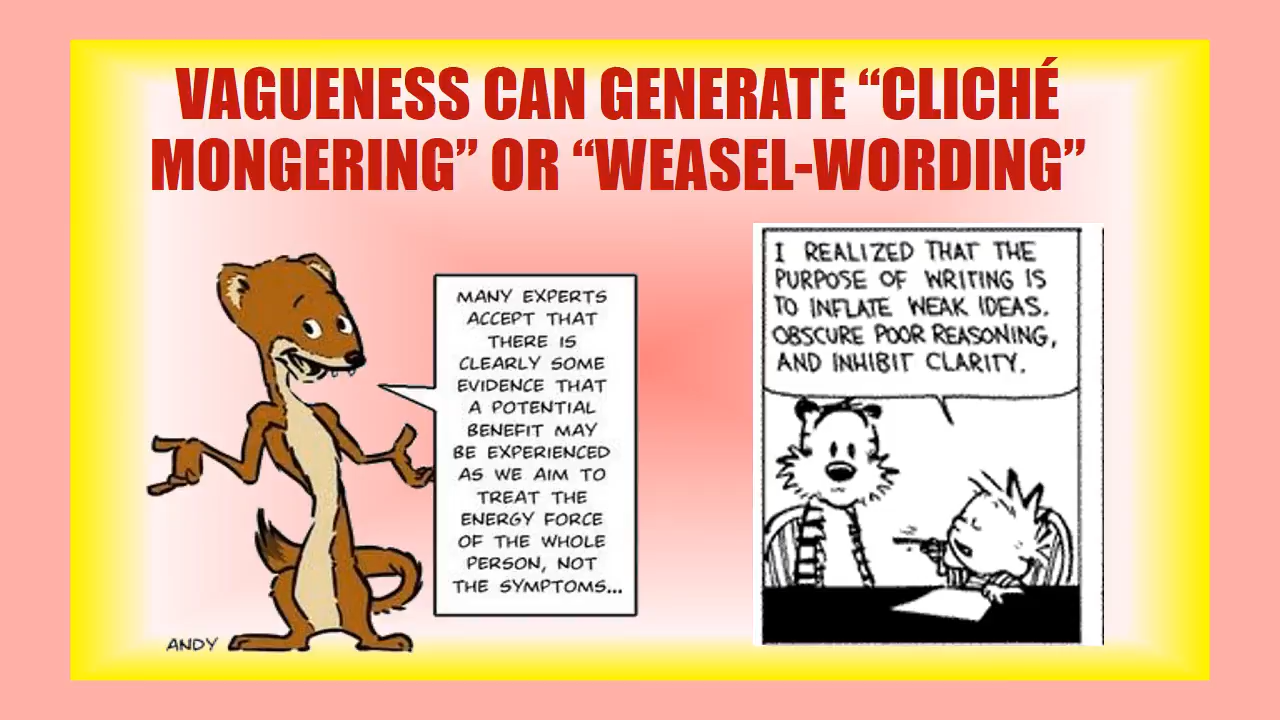 VAGUENESS CAN GENERATE “CLICHÉ
MONGERING” OR “WEASEL-WORDING”
MANY EXPERTS
ACCEPT THAT
THERE IS
CLEARLY SOME
EVIDENCE THAT
A POTENTIAL
BENEFIT MAY
BE EXPERIENCED
AS WE AIM TO
TREAT THE
ENERGY FORCE
OF THE WHOLE
PERSON, NOT
THE SYMPTOMS...
ANDY
I REALIZED THAT THE
PURPOSE OF WRITING IS
TO INFLATE WEAK IDEAS.
OBSCURE POOR REASONING,
AND INHIBIT CLARITY.